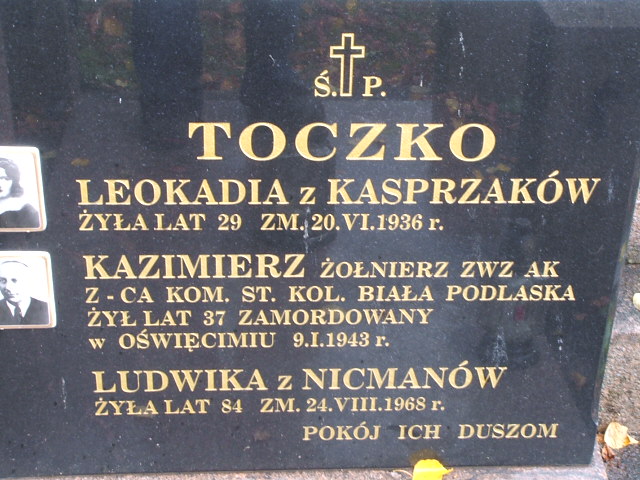 Ś. P.
TOCZKO
LEOKADIA z KASPRZAKÓW
ŻYŁA LAT 29 ZM. 20.VI.1936 r.
KAZIMIERZ ŻOŁNIERZ ZWZ AK
Z-CA KOM. ST. KOL. BIAŁA PODLASKA
ŻYŁ LAT 37 ZAMORDOWANY
w OŚWIĘCIMIU 9.I.1943 r.
LUDWIKA z NICMANÓW
ŻYŁA LAT 84 ZM. 24.VIII.1968 r.
POKÓJ ICH DUSZOM